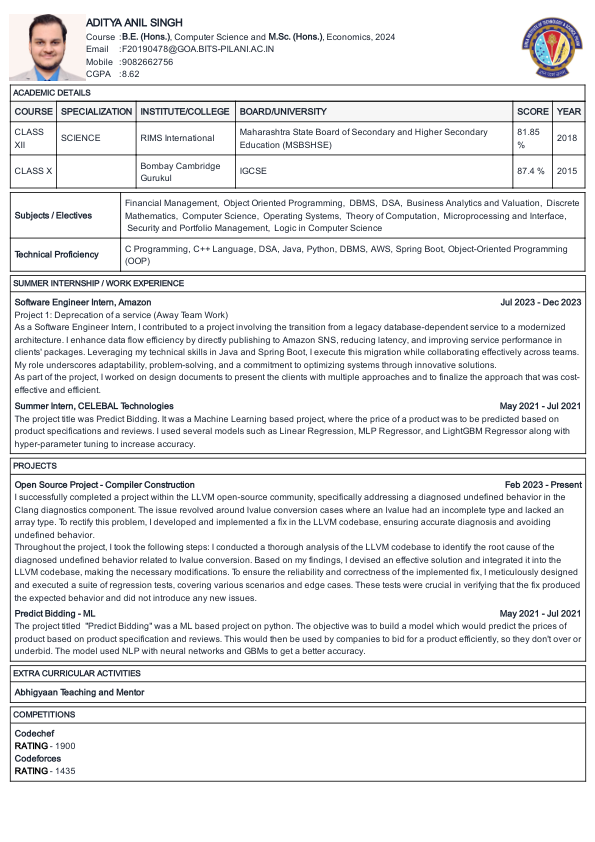 ADITYA ANIL SINGH
Course :B.E. (Hons.), Computer Science and M.Sc. (Hons.), Economics, 2024
Email :F20190478@GOA.BITS-PILANI.AC.IN
Mobile :9082662756
CGPA :8.62
ACADEMIC DETAILS
COURSE SPECIALIZATION INSTITUTE/COLLEGE BOARD/UNIVERSITY SCORE YEAR
CLASS XII SCIENCE RIMS International Maharashtra State Board of Secondary and Higher Secondary Education (MSBSHSE) 81.85 % 2018
CLASS X Bombay Cambridge Gurukul IGCSE 87.4 % 2015
Subjects / Electives
Financial Management, Object Oriented Programming, DBMS, DSA, Business Analytics and Valuation, Discrete
Mathematics, Computer Science, Operating Systems, Theory of Computation, Microprocessing and Interface,
Security and Portfolio Management, Logic in Computer Science
Technical Proficiency
C Programming, C++ Language, DSA, Java, Python, DBMS, AWS, Spring Boot, Object-Oriented Programming
(OOP)
SUMMER INTERNSHIP / WORK EXPERIENCE
Software Engineer Intern, Amazon Jul 2023 - Dec 2023
Project 1: Deprecation of a service (Away Team Work)
As a Software Engineer Intern, I contributed to a project involving the transition from a legacy database-dependent service to a modernized
architecture. I enhance data flow efficiency by directly publishing to Amazon SNS, reducing latency, and improving service performance in
clients' packages. Leveraging my technical skills in Java and Spring Boot, I execute this migration while collaborating effectively across teams.
My role underscores adaptability, problem-solving, and a commitment to optimizing systems through innovative solutions.
As part of the project, I worked on design documents to present the clients with multiple approaches and to finalize the approach that was cost-
effective and efficient.
Summer Intern, CELEBAL Technologies May 2021 - Jul 2021
The project title was Predict Bidding. It was a Machine Learning based project, where the price of a product was to be predicted based on
product specifications and reviews. I used several models such as Linear Regression, MLP Regressor, and LightGBM Regressor along with
hyper-parameter tuning to increase accuracy.
PROJECTS
Open Source Project - Compiler Construction Feb 2023 - Present
I successfully completed a project within the LLVM open-source community, specifically addressing a diagnosed undefined behavior in the
Clang diagnostics component. The issue revolved around lvalue conversion cases where an lvalue had an incomplete type and lacked an
array type. To rectify this problem, I developed and implemented a fix in the LLVM codebase, ensuring accurate diagnosis and avoiding
undefined behavior.
Throughout the project, I took the following steps: I conducted a thorough analysis of the LLVM codebase to identify the root cause of the
diagnosed undefined behavior related to lvalue conversion. Based on my findings, I devised an effective solution and integrated it into the
LLVM codebase, making the necessary modifications. To ensure the reliability and correctness of the implemented fix, I meticulously designed
and executed a suite of regression tests, covering various scenarios and edge cases. These tests were crucial in verifying that the fix produced
the expected behavior and did not introduce any new issues.
Predict Bidding - ML May 2021 - Jul 2021
The project titled "Predict Bidding" was a ML based project on python. The objective was to build a model which would predict the prices of
product based on product specification and reviews. This would then be used by companies to bid for a product efficiently, so they don't over or
underbid. The model used NLP with neural networks and GBMs to get a better accuracy.
EXTRA CURRICULAR ACTIVITIES
Abhigyaan Teaching and Mentor
COMPETITIONS
Codechef
RATING - 1900
Codeforces
RATING - 1435